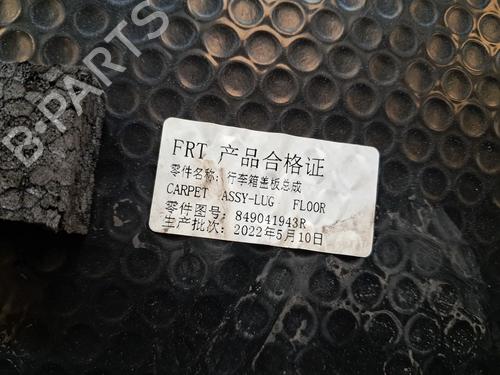 B-PARTS
FRT 产品合格证
零件名称: 行李箱盖板总成
CARPET ASSY-LUG FLOOR
零件图号: 849041943R
生产批次: 2022年5月10日